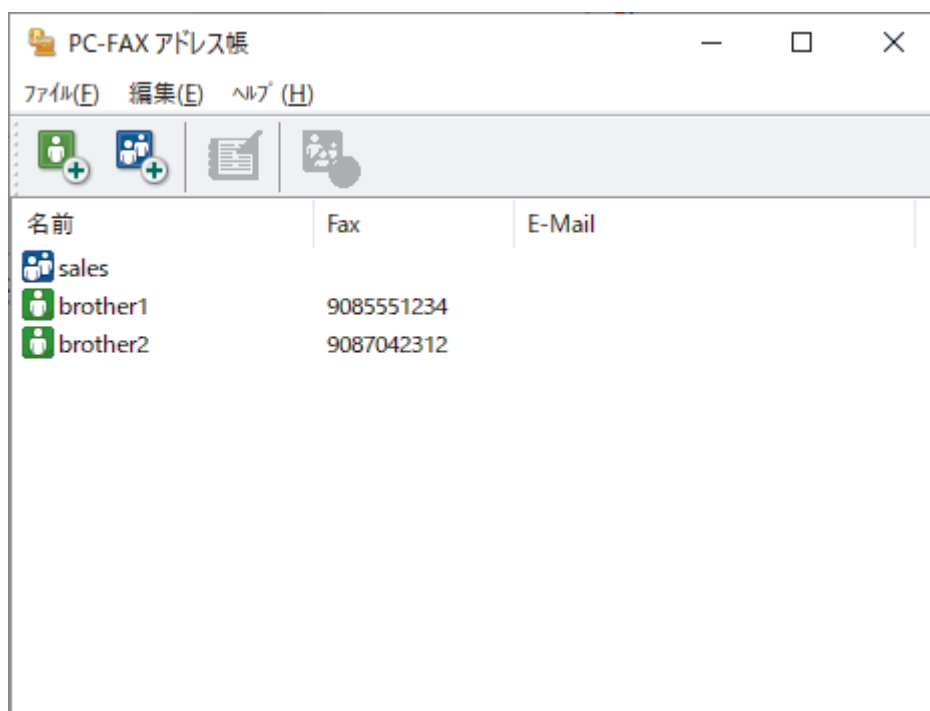 PC-FAX アドレス帳
ﾌｧｲﾙ(F) 編集(E) ﾍﾙﾌﾟ(H)
名前 Fax E-Mail
sales
brother1 9085551234
brother2 9087042312